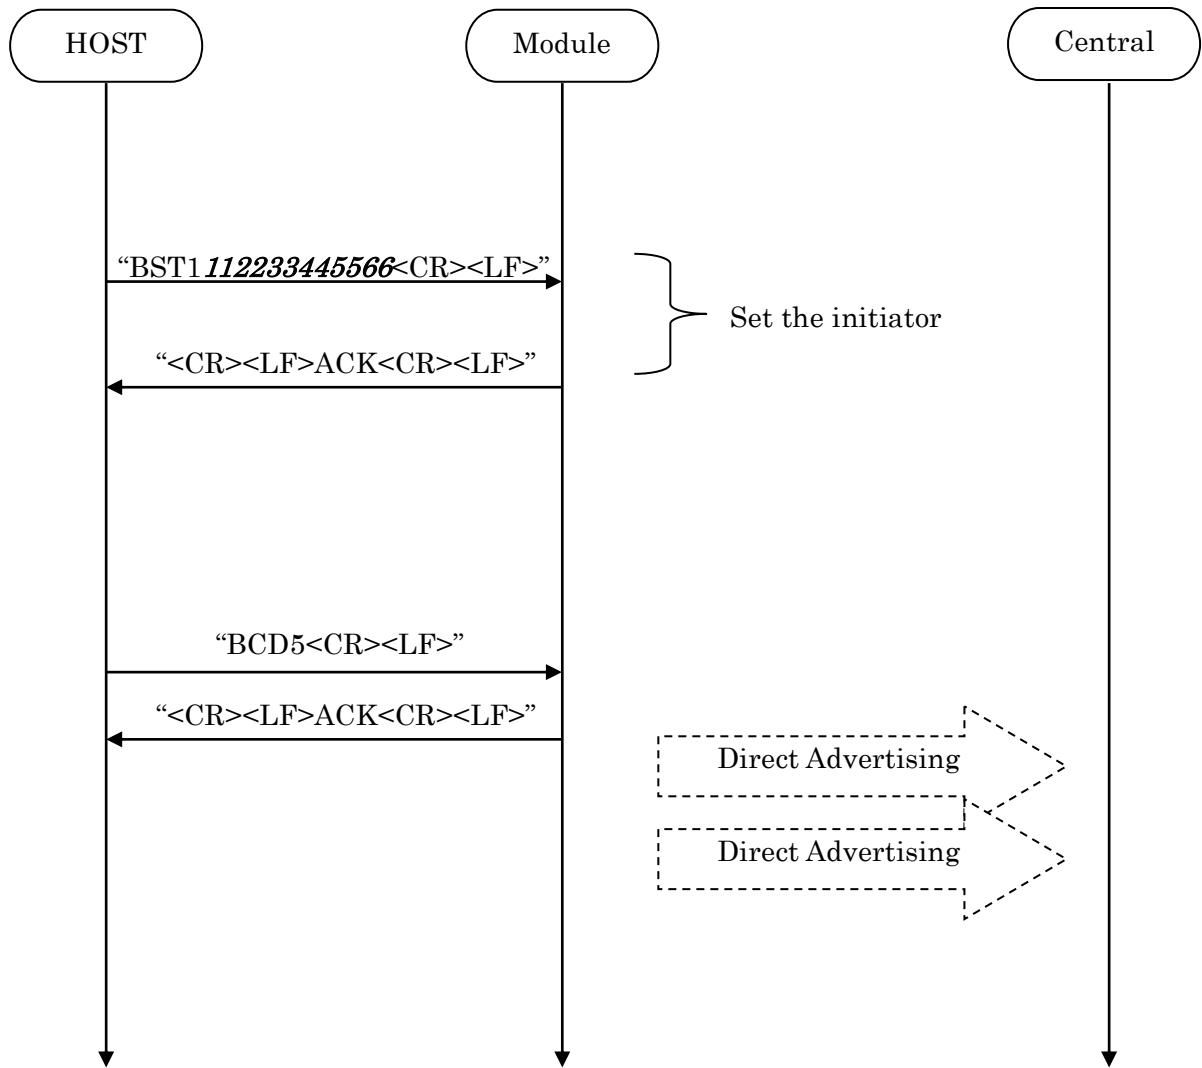 HOST
Module
Central
“BST1112233445566<CR><LF>”
Set the initiator
“<CR><LF>ACK<CR><LF>”
“BCD5<CR><LF>”
“<CR><LF>ACK<CR><LF>”
Direct Advertising
Direct Advertising